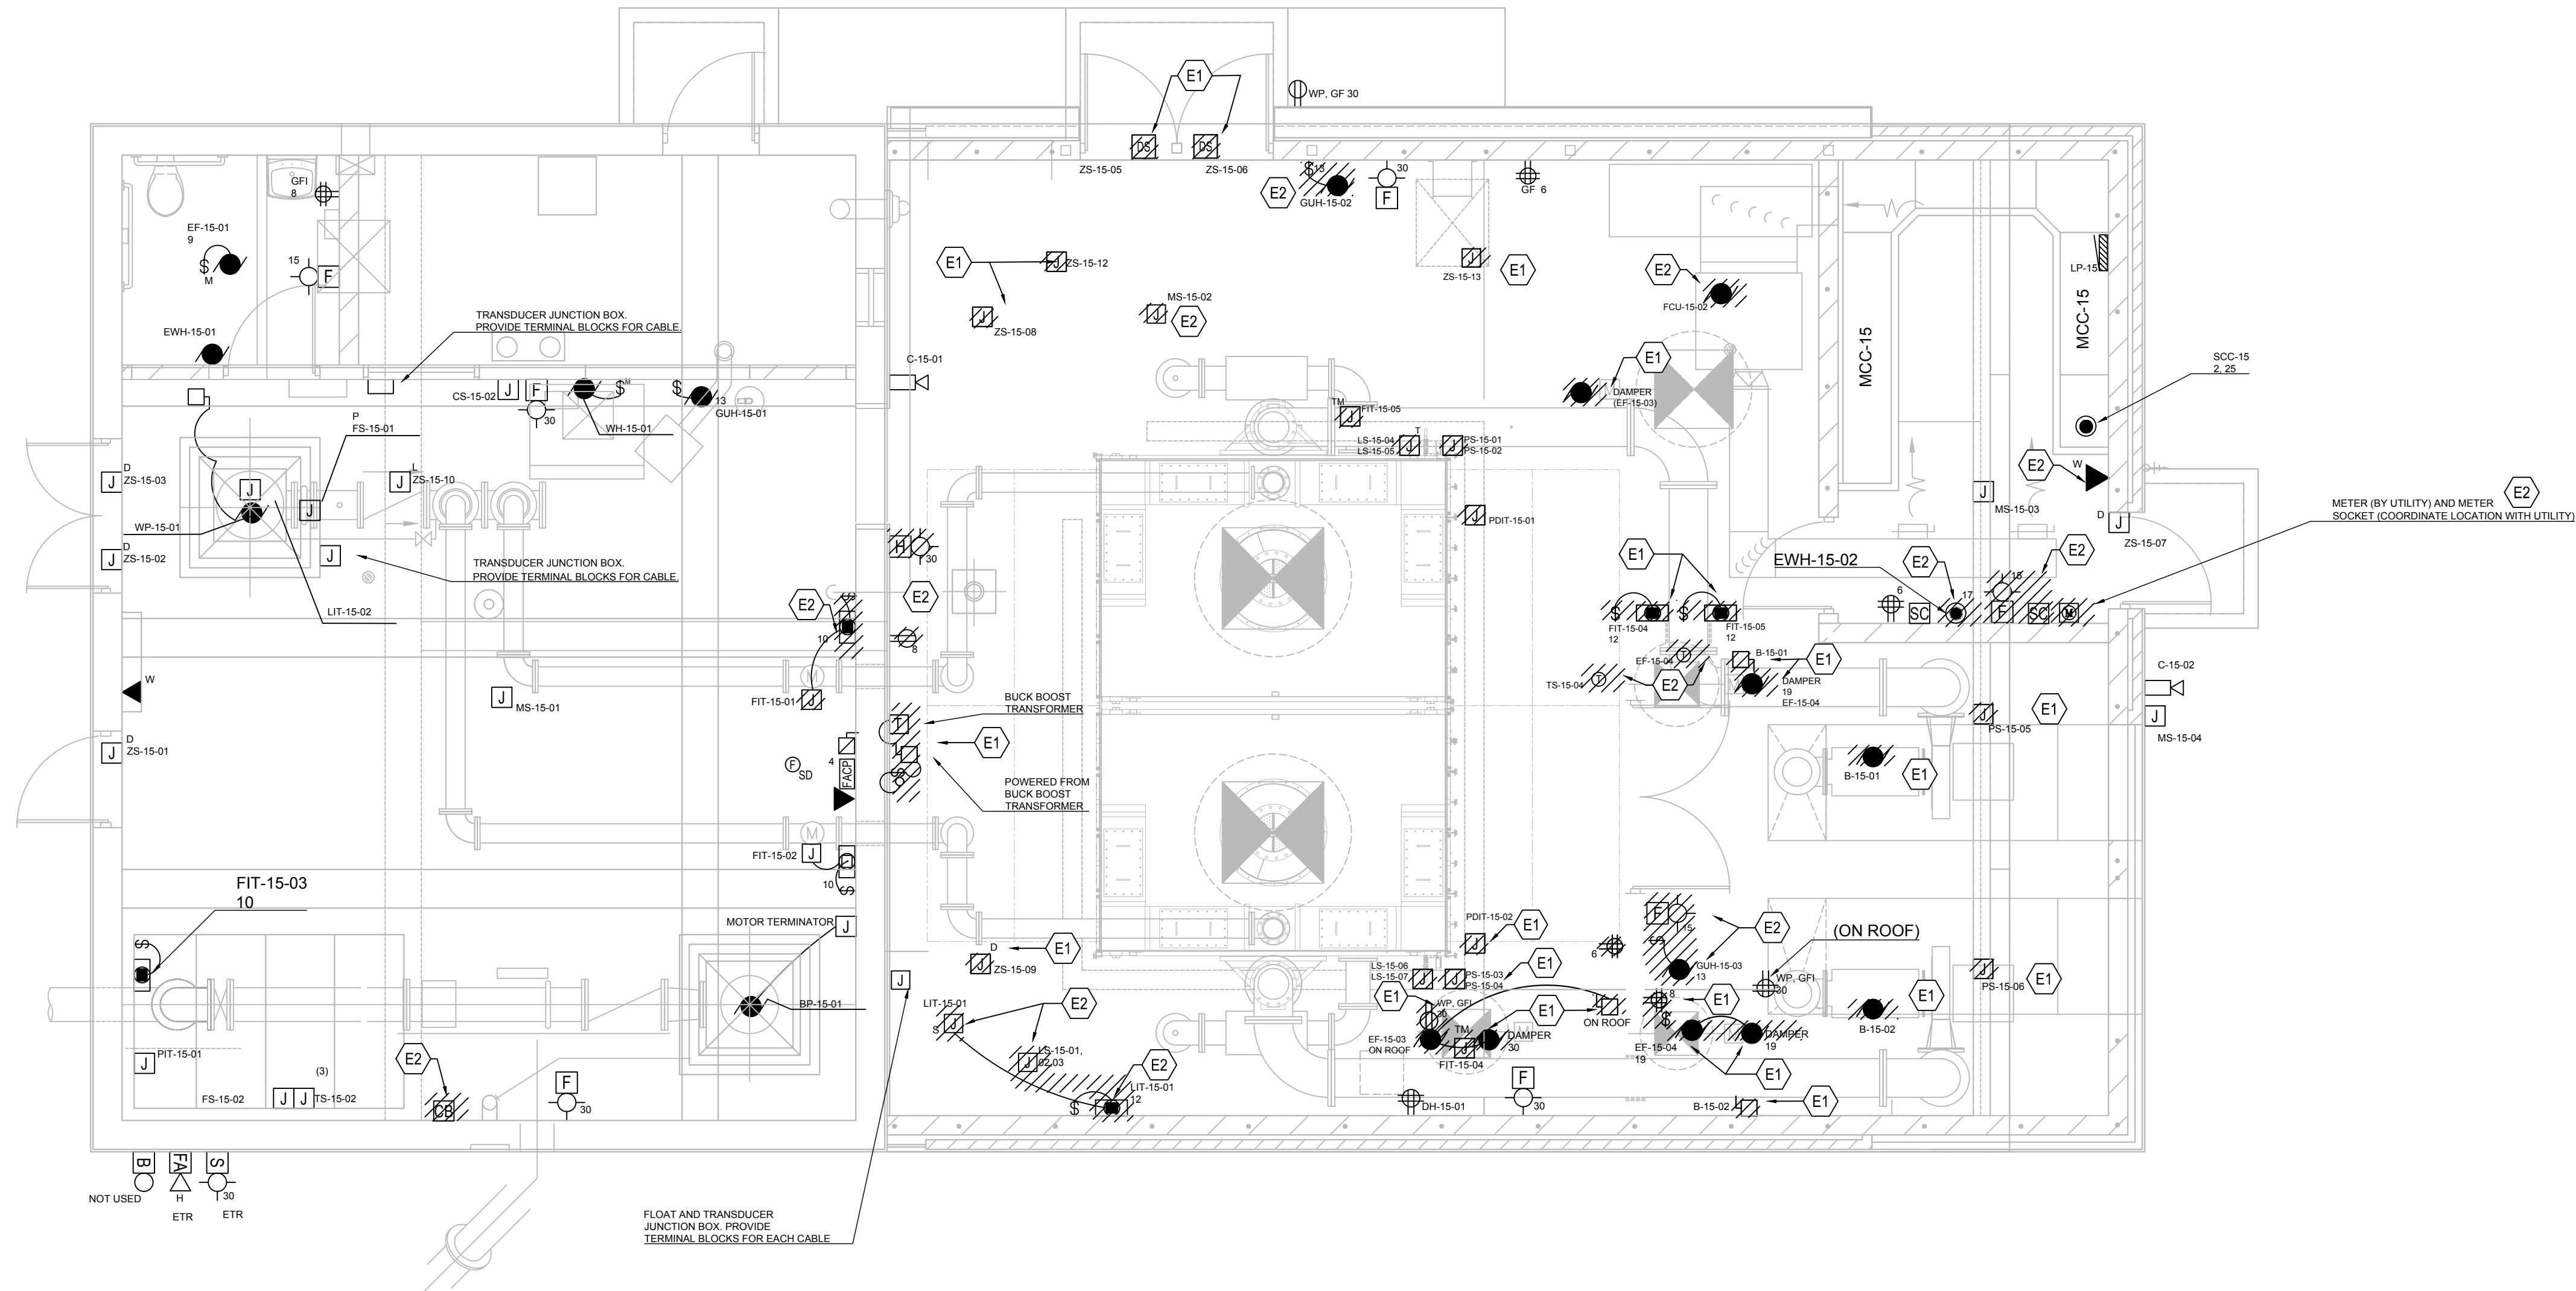 E1
WP, GF 30
DS
DS
ZS-15-05
ZS-15-06
$
13
E2
GUH-15-02
30
F
GF 6
GFI
8
EF-15-01
9
$
M
15
F
EWH-15-01
E1
J
ZS-15-12
J
ZS-15-08
MS-15-02
J
E2
J
ZS-15-13
E1
E2
FCU-15-02
LP-15
MCC-15
MCC-15
SCC-15
2, 25
TRANSDUCER JUNCTION BOX.
PROVIDE TERMINAL BLOCKS FOR CABLE.
C-15-01
CS-15-02
J
F
30
$
M
WH-15-01
$
13
GUH-15-01
E1
M
DAMPER
(EF-15-03)
TM
J
FIT-15-05
P
FS-15-01
LS-15-04
LS-15-05
T
J
J
PS-15-01
PS-15-02
D
J
ZS-15-03
J
J
L
J
ZS-15-10
WP-15-01
D
J
ZS-15-02
J
TRANSDUCER JUNCTION BOX.
PROVIDE TERMINAL BLOCKS FOR CABLE.
LIT-15-02
J
PDIT-15-01
E2
W
J
MS-15-03
D
J
ZS-15-07
METER (BY UTILITY) AND METER
SOCKET (COORDINATE LOCATION WITH UTILITY)
E2
H
30
E2
E2
$
10
8
E1
EWH-15-02
E2
E2
6
SC
17
15
F
SC
M
$
FIT-15-04
12
$
FIT-15-05
12
EF-15-04
T
TS-15-04
T
E2
B-15-01
E1
DAMPER
19
EF-15-04
C-15-02
J
MS-15-04
W
J
MS-15-01
M
FIT-15-01
J
BUCK BOOST
TRANSFORMER
T
E1
J
PS-15-05
E1
D
J
ZS-15-01
F
SD
4
FACP
$
POWERED FROM
BUCK BOOST
TRANSFORMER
B-15-01
E1
M
FIT-15-02
J
10
$
FIT-15-03
10
$
MOTOR TERMINATOR
J
D
E1
J
ZS-15-09
PDIT-15-02
E1
J
6
F
15
E2
(ON ROOF)
$
GUH-15-03
13
WP, GFI
30
J
LS-15-06
LS-15-07
J
J
PS-15-03
PS-15-04
E1
J
PS-15-06
E1
LIT-15-01
S
J
E2
E1
WP, GFI
30
E1
ON ROOF
8
E1
E1
B-15-02
BP-15-01
PIT-15-01
J
E2
CB
J
LS-15-01,
02,03
E2
LIT-15-01
12
$
EF-15-03
ON ROOF
TM
J
FIT-15-04
DAMPER
30
M
$
EF-15-04
19
M
DAMPER
19
E1
(3)
FS-15-02
J
J
TS-15-02
F
30
DH-15-01
F
30
B-15-02
E1
B
FA
S
NOT USED
H
30
ETR
ETR
FLOAT AND TRANSDUCER
JUNCTION BOX. PROVIDE
TERMINAL BLOCKS FOR EACH CABLE